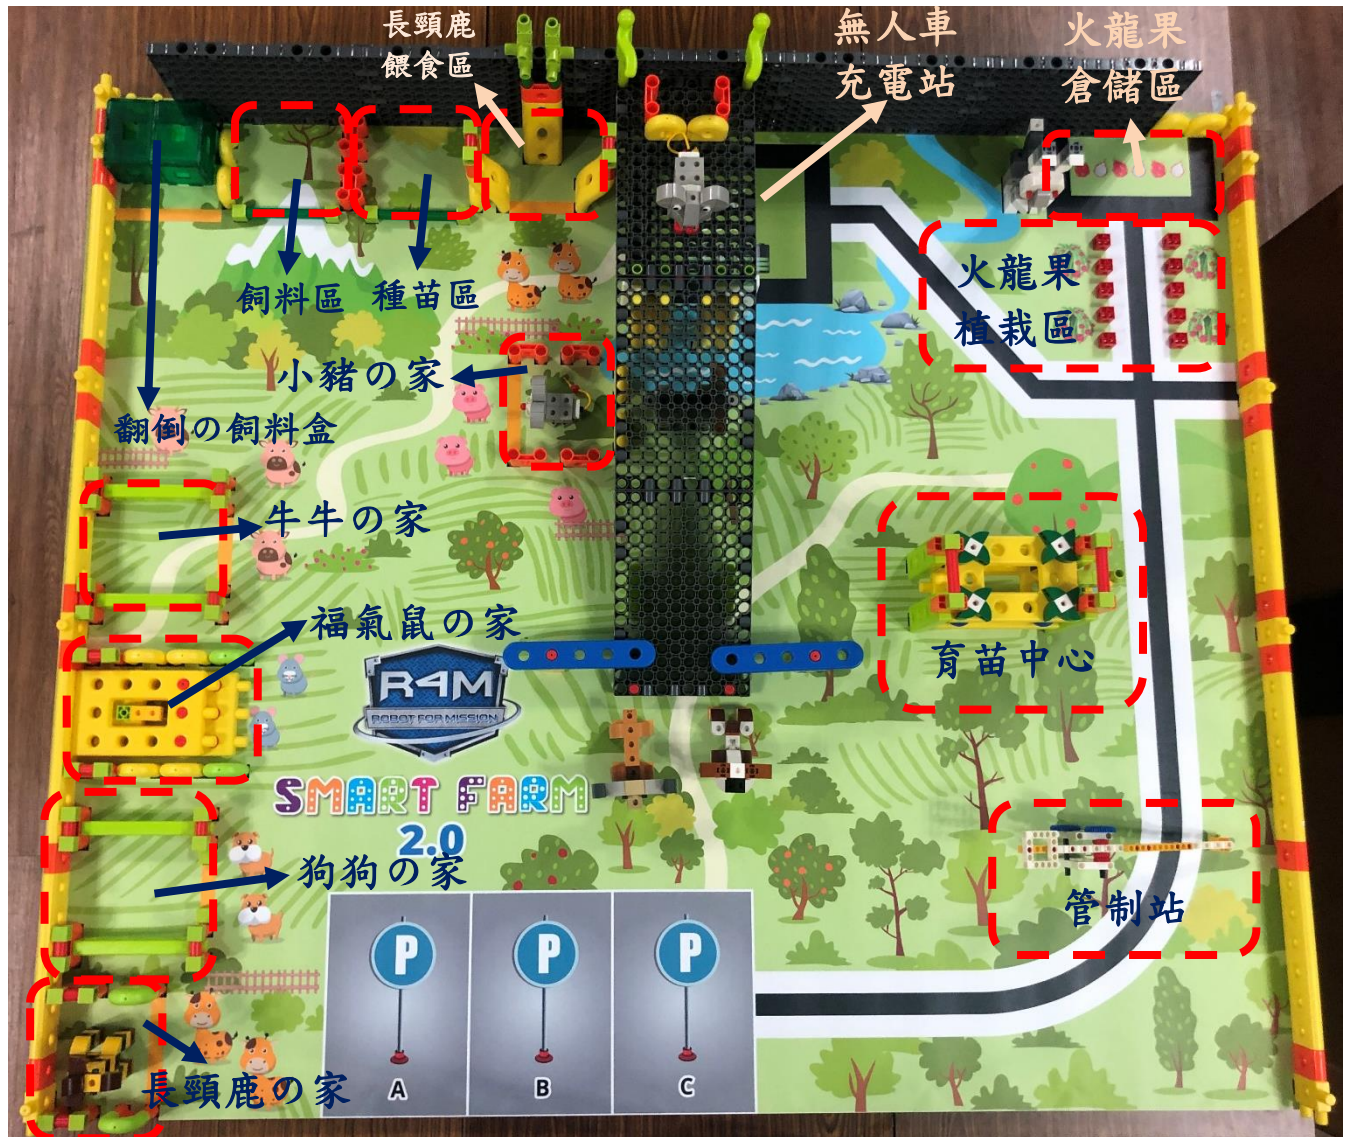 長頸鹿
餵食區
無人車
充電站
火龍果
倉儲區
飼料區
種苗區
火龍果
植栽區
小豬の家
翻倒の飼料盒
牛牛の家
福氣鼠の家
育苗中心
R4M
ROBOT FOR MISSION
SMART FARM
2.0
狗狗の家
管制站
長頸鹿の家
P
P
P
A
B
C